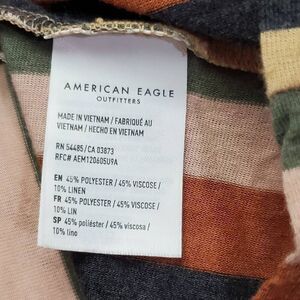 AMERICAN EAGLE
OUTFITTERS
MADE IN VIETNAM / FABRIQUÉ AU
VIETNAM / HECHO EN VIETNAM
RN 54485/CA 03873
RFC# AEM120605U9A
EN 45% POLYESTER / 45% VISCOSE /
10% LINEN
FR 45% POLYESTER / 45% VISCOSE /
10% LIN
SP 45% poliéster / 45% viscosa /
10% lino